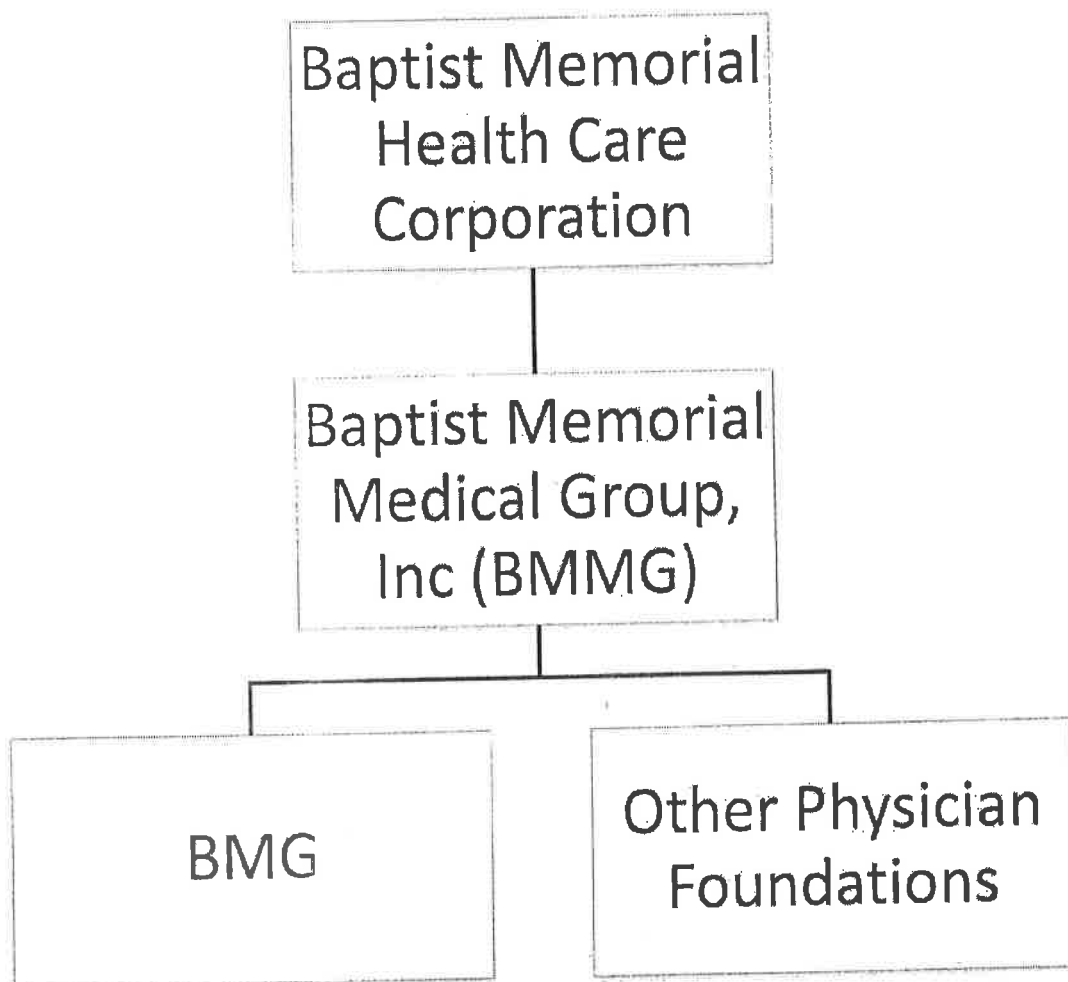 Baptist Memorial
Health Care
Corporation
Baptist Memorial
Medical Group,
Inc (BMMG)
BMG
Other Physician
Foundations